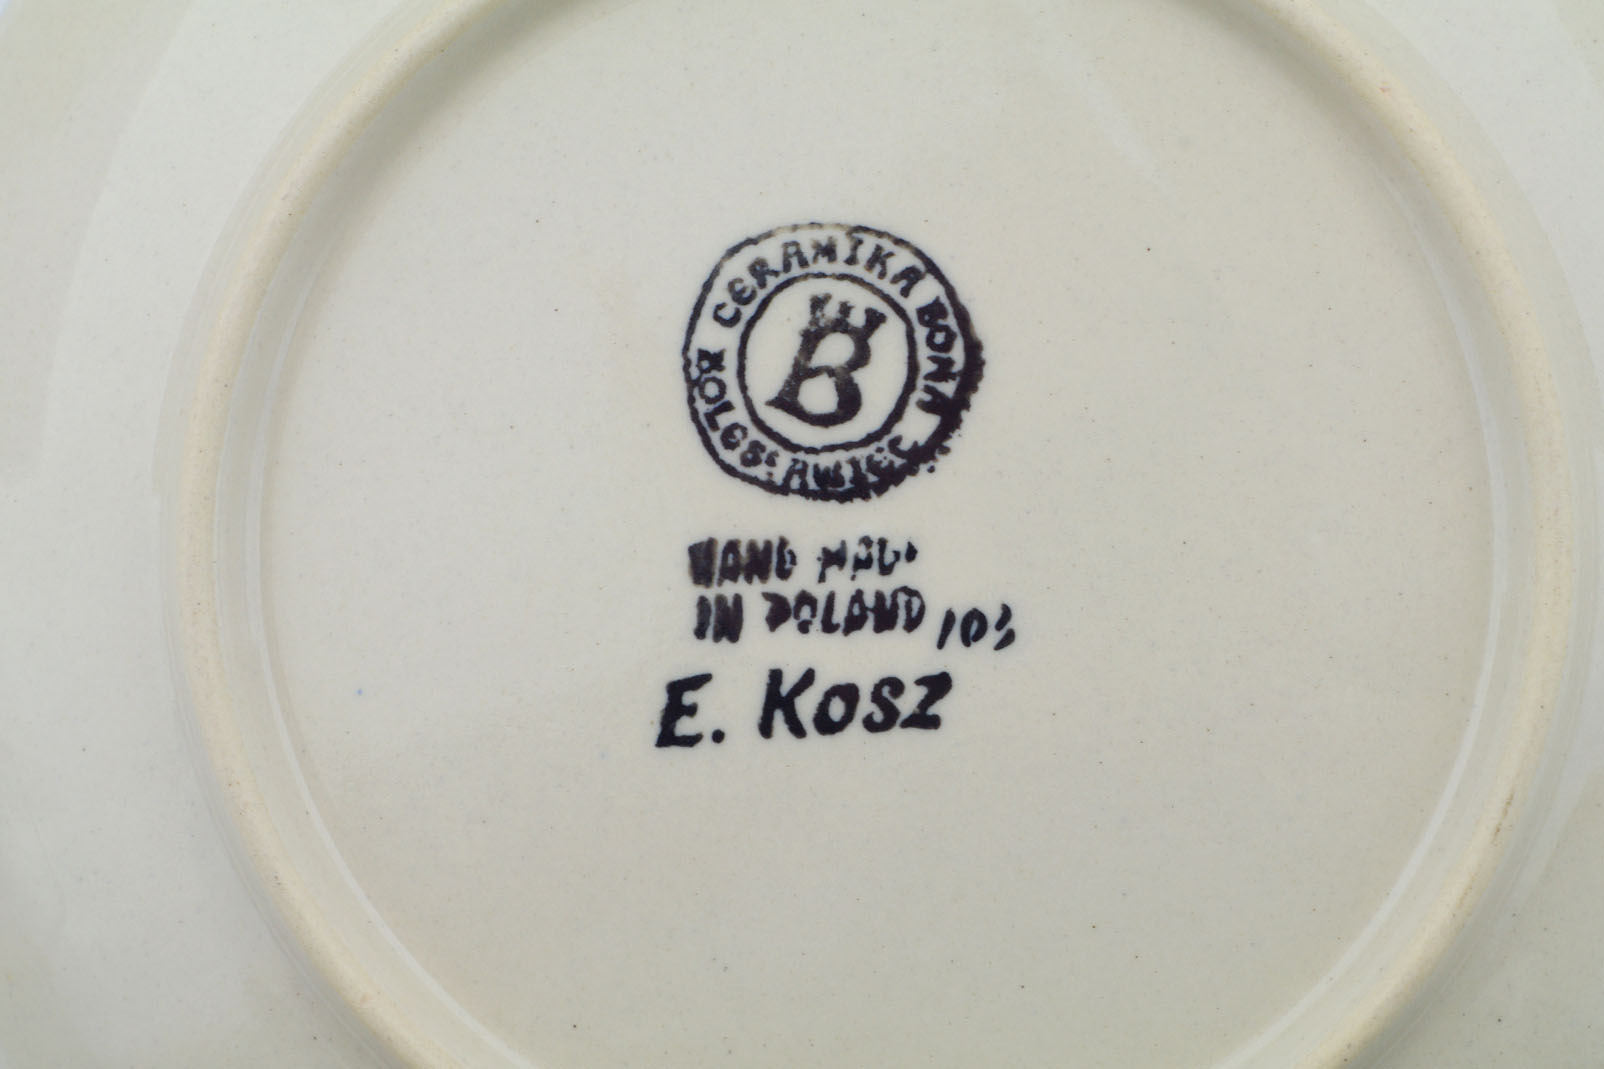 CERAMIKA BONA
BOLESŁAWIEC
B
HAND MADE
IN POLAND
E. KOSZ